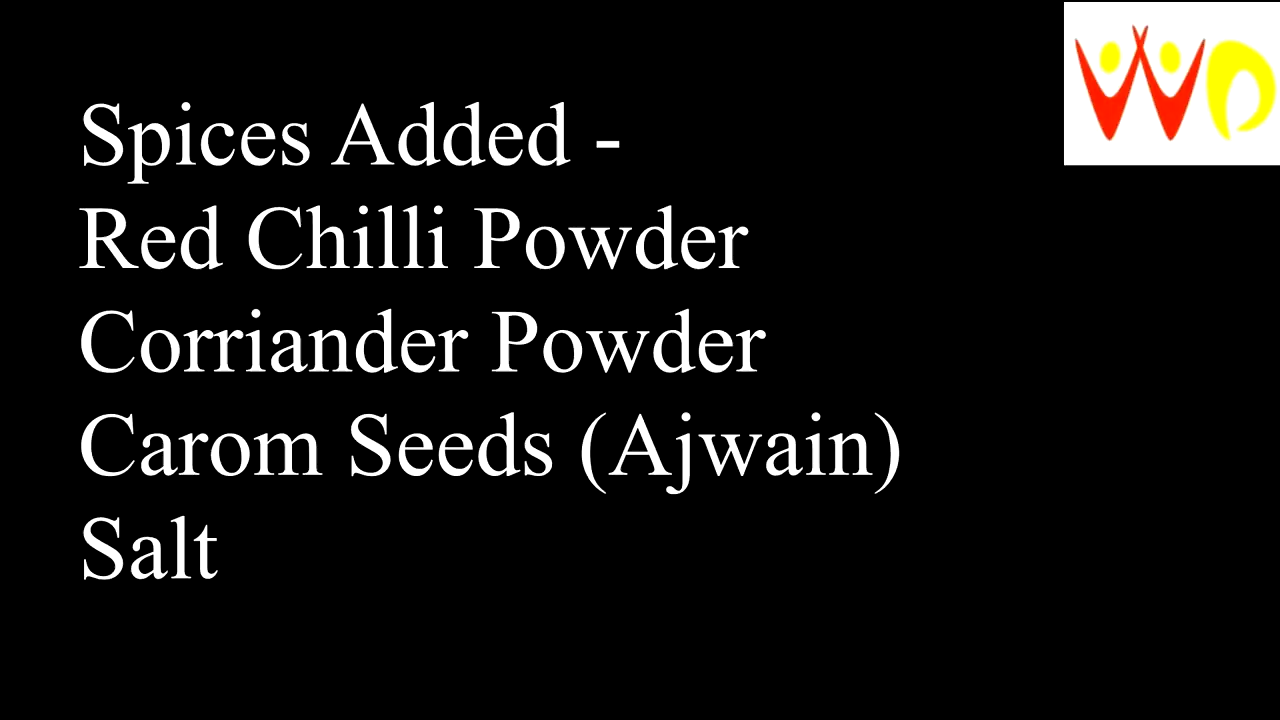 Spices Added -
Red Chilli Powder
Corriander Powder
Carom Seeds (Ajwain)
Salt